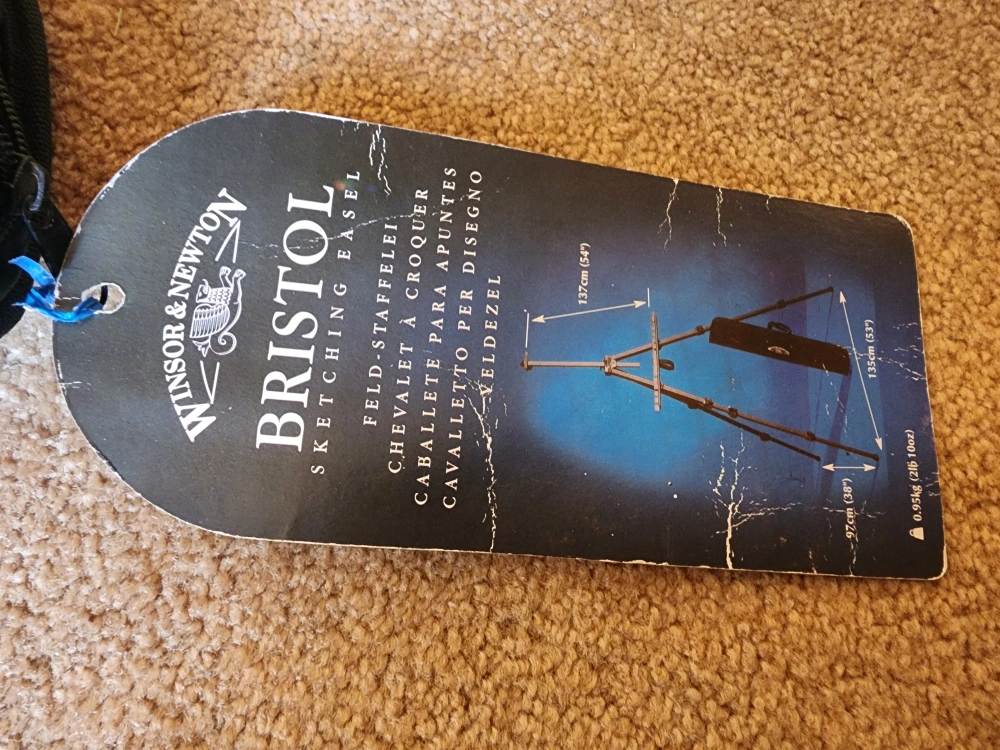 WINSOR & NEWTON
BRISTOL
SKETCHING EASEL
FELD-STAFFELEI
CHEVALET À CROQUER
CABALLETE PARA APUNTES
CAVALLETTO PER DISEGNO
VELDEZEL
137cm (54")
135cm (53")
97cm (38")
0.95kg (2lb 10oz)